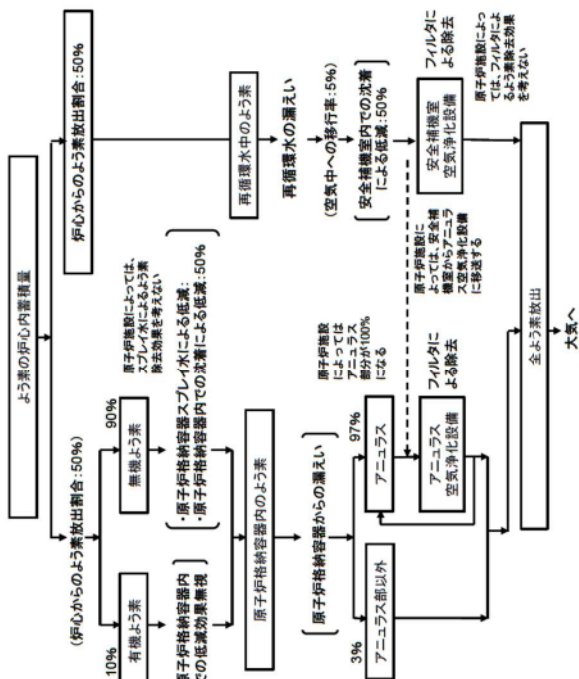 よう素の炉心内蓄積量
(炉心からのよう素放出割合:50%)
炉心からのよう素放出割合:50%
10%
90%
有機よう素
無機よう素
原子炉施設によっては、
スプレイ水によるよう素
除去効果を考えない
原子炉格納容器内
での低減効果無視
・原子炉格納容器スプレイ水による低減:
・原子炉格納容器内での沈着による低減:50%
原子炉格納容器内のよう素
再循環水中のよう素
再循環水の漏えい
(空気中への移行率:5%)
安全補機室内での沈着
による低減:50%
原子炉格納容器からの漏えい
3%
97%
原子炉施設
によっては
アニュラス
部分が100%
になる
アニュラス部以外
アニュラス
原子炉施設に
よっては、安全補
機室からアニュラ
ス空気浄化設備
に移送する
アニュラス
空気浄化設備
フィルタに
よる除去
安全補機室
空気浄化設備
フィルタに
よる除去
原子炉施設によっ
ては、フィルタによ
るよう素除去効果
を考えない
全よう素放出
大気へ